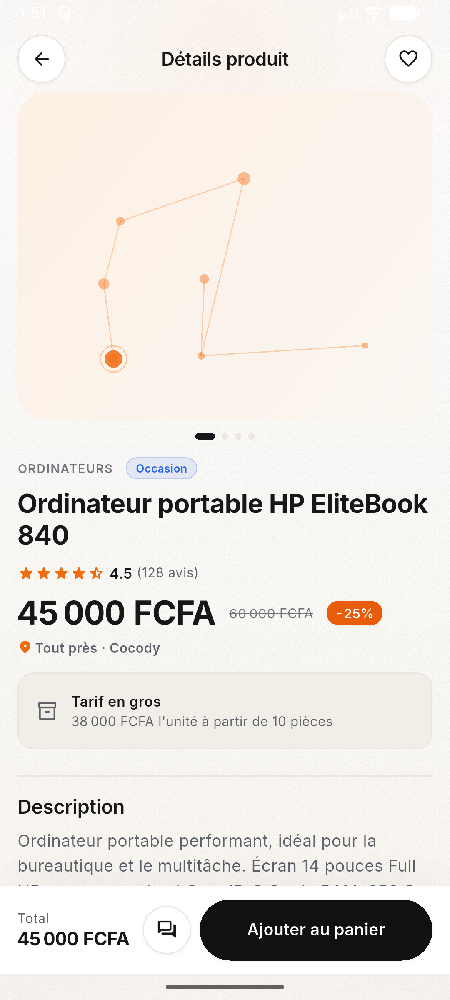 1:51
Détails produit
ORDINATEURS
Occasion
Ordinateur portable HP EliteBook
840
4.5 (128 avis)
45 000 FCFA
60 000 FCFA
-25%
Tout près · Cocody
Tarif en gros
38 000 FCFA l'unité à partir de 10 pièces
Description
Ordinateur portable performant, idéal pour la
bureautique et le multitâche. Écran 14 pouces Full
Total
45 000 FCFA
Ajouter au panier